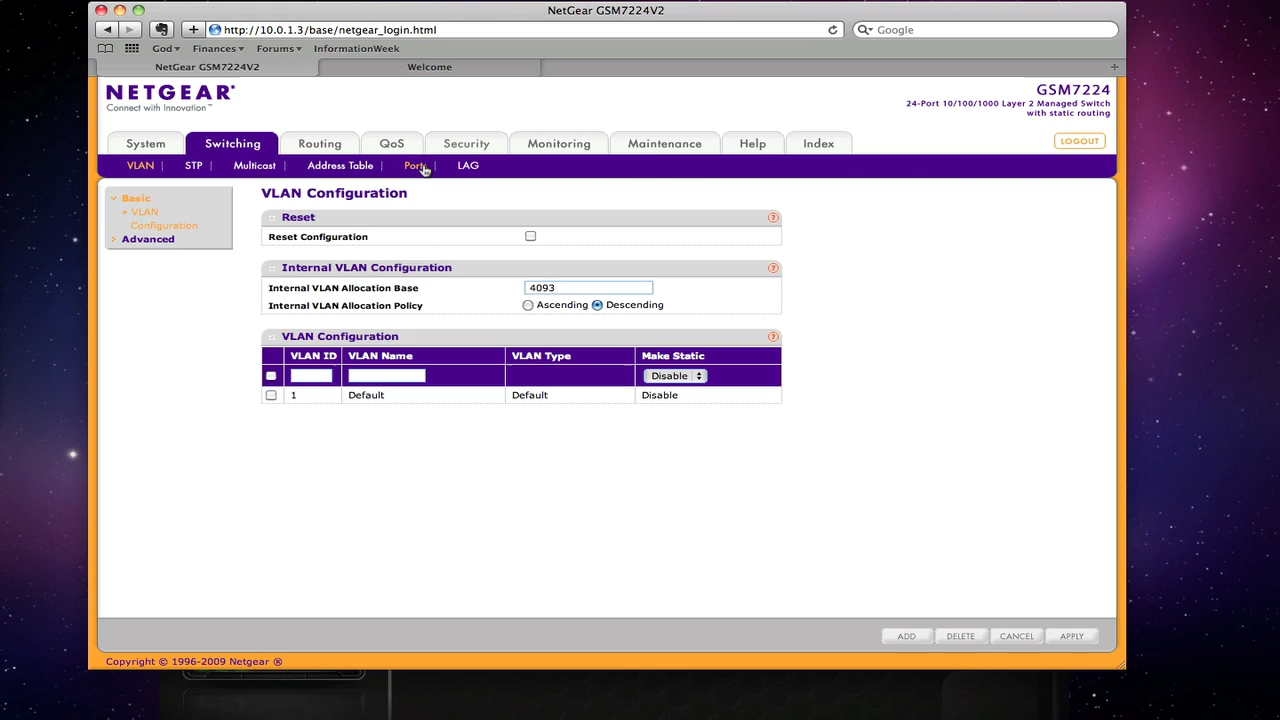 NetGear GSM7224V2
http://10.0.1.3/base/netgear_login.html
Google
God Finances Forums InformationWeek
NetGear GSM7224V2 Welcome
NETGEAR®
Connect with Innovation™
GSM7224
24-Port 10/100/1000 Layer 2 Managed Switch
with static routing
System Switching Routing QoS Security Monitoring Maintenance Help Index LOGOUT
VLAN | STP | Multicast | Address Table | Ports | LAG
Basic
VLAN
Configuration
Advanced
VLAN Configuration
Reset
Reset Configuration
Internal VLAN Configuration
Internal VLAN Allocation Base 4093
Internal VLAN Allocation Policy Ascending Descending
VLAN Configuration
VLAN ID VLAN Name VLAN Type Make Static
Disable
1 Default Default Disable
ADD DELETE CANCEL APPLY
Copyright © 1996-2009 Netgear ®